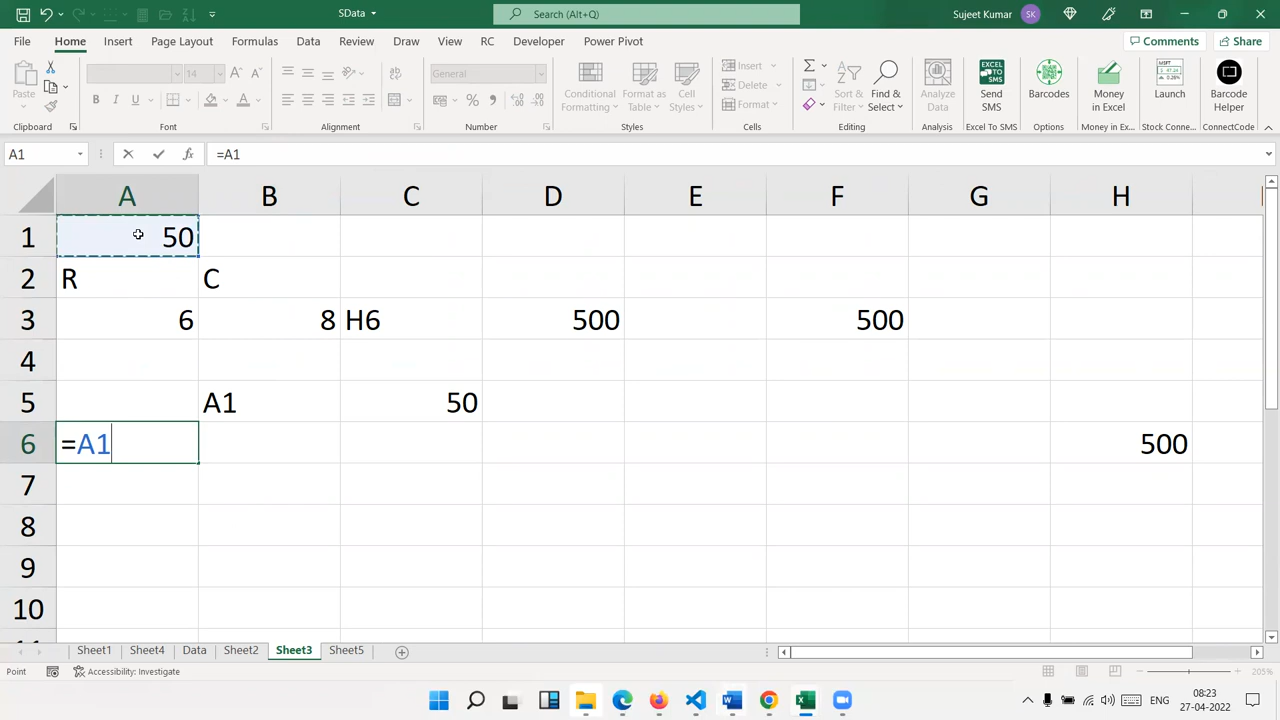 SData
Search (Alt+Q)
Sujeet Kumar
SK
File Home Insert Page Layout Formulas Data Review Draw View RC Developer Power Pivot
Comments
Share
Paste
14
General
Conditional Formatting
Format as Table
Cell Styles
Insert
Delete
Format
Sort & Filter
Find & Select
Analyze Data
Send SMS
Barcodes
Money in Excel
Launch
Barcode Helper
Clipboard Font Alignment Number Styles Cells Editing Analysis Excel To SMS Options Money in Ex... Stock Conne... ConnectCode
A1
=A1
A B C D E F G H
1 50
2 R C
3 6 8 H6 500 500
4
5 A1 50
6 =A1 500
7
8
9
10
Sheet1 Sheet4 Data Sheet2 Sheet3 Sheet5
Point
Accessibility: Investigate
205%
ENG
08:23
27-04-2022